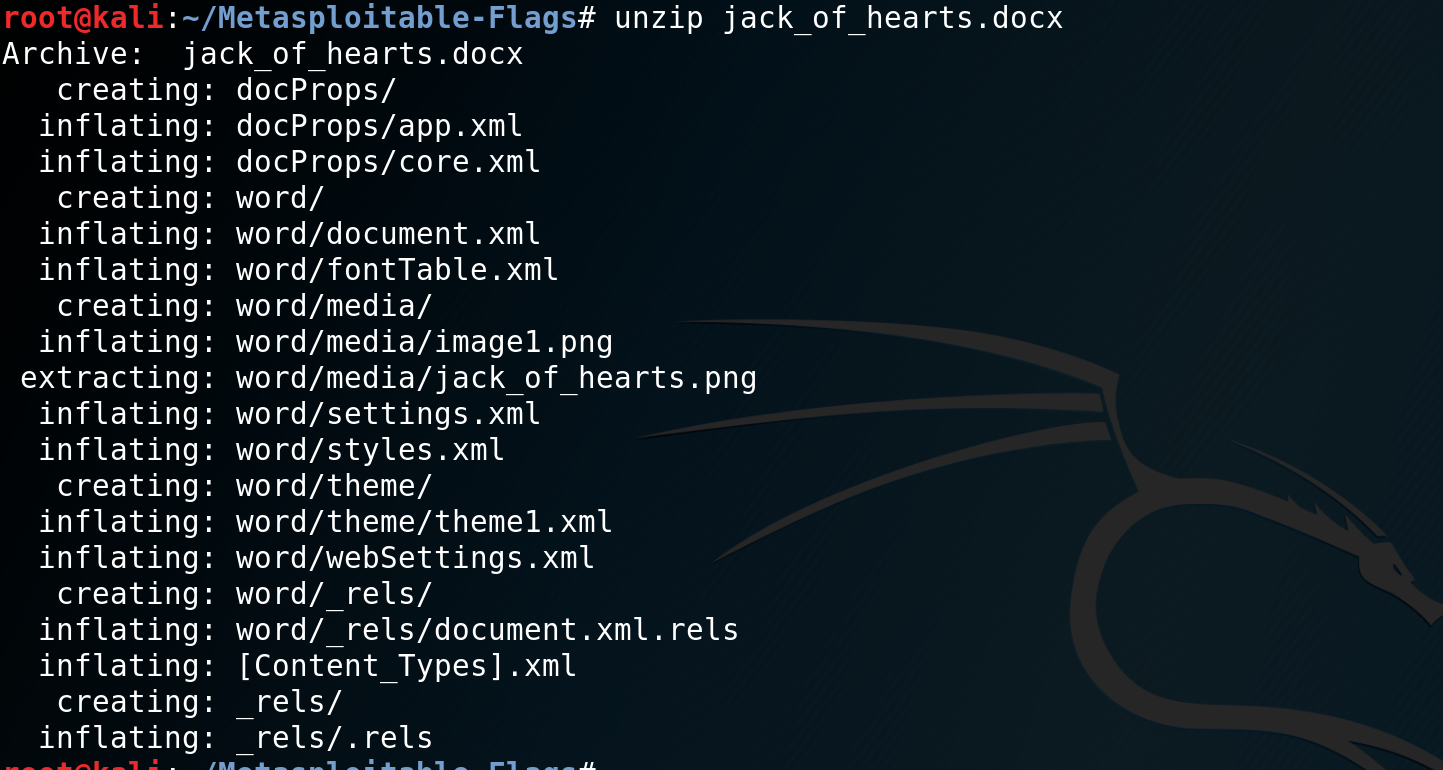 root@kali:~/Metasploitable-Flags# unzip jack_of_hearts.docx
Archive:  jack_of_hearts.docx
   creating: docProps/
  inflating: docProps/app.xml
  inflating: docProps/core.xml
   creating: word/
  inflating: word/document.xml
  inflating: word/fontTable.xml
   creating: word/media/
  inflating: word/media/image1.png
 extracting: word/media/jack_of_hearts.png
  inflating: word/settings.xml
  inflating: word/styles.xml
   creating: word/theme/
  inflating: word/theme/theme1.xml
  inflating: word/webSettings.xml
   creating: word/_rels/
  inflating: word/_rels/document.xml.rels
  inflating: [Content_Types].xml
   creating: _rels/
  inflating: _rels/.rels
root@kali:~/Metasploitable-Flags#